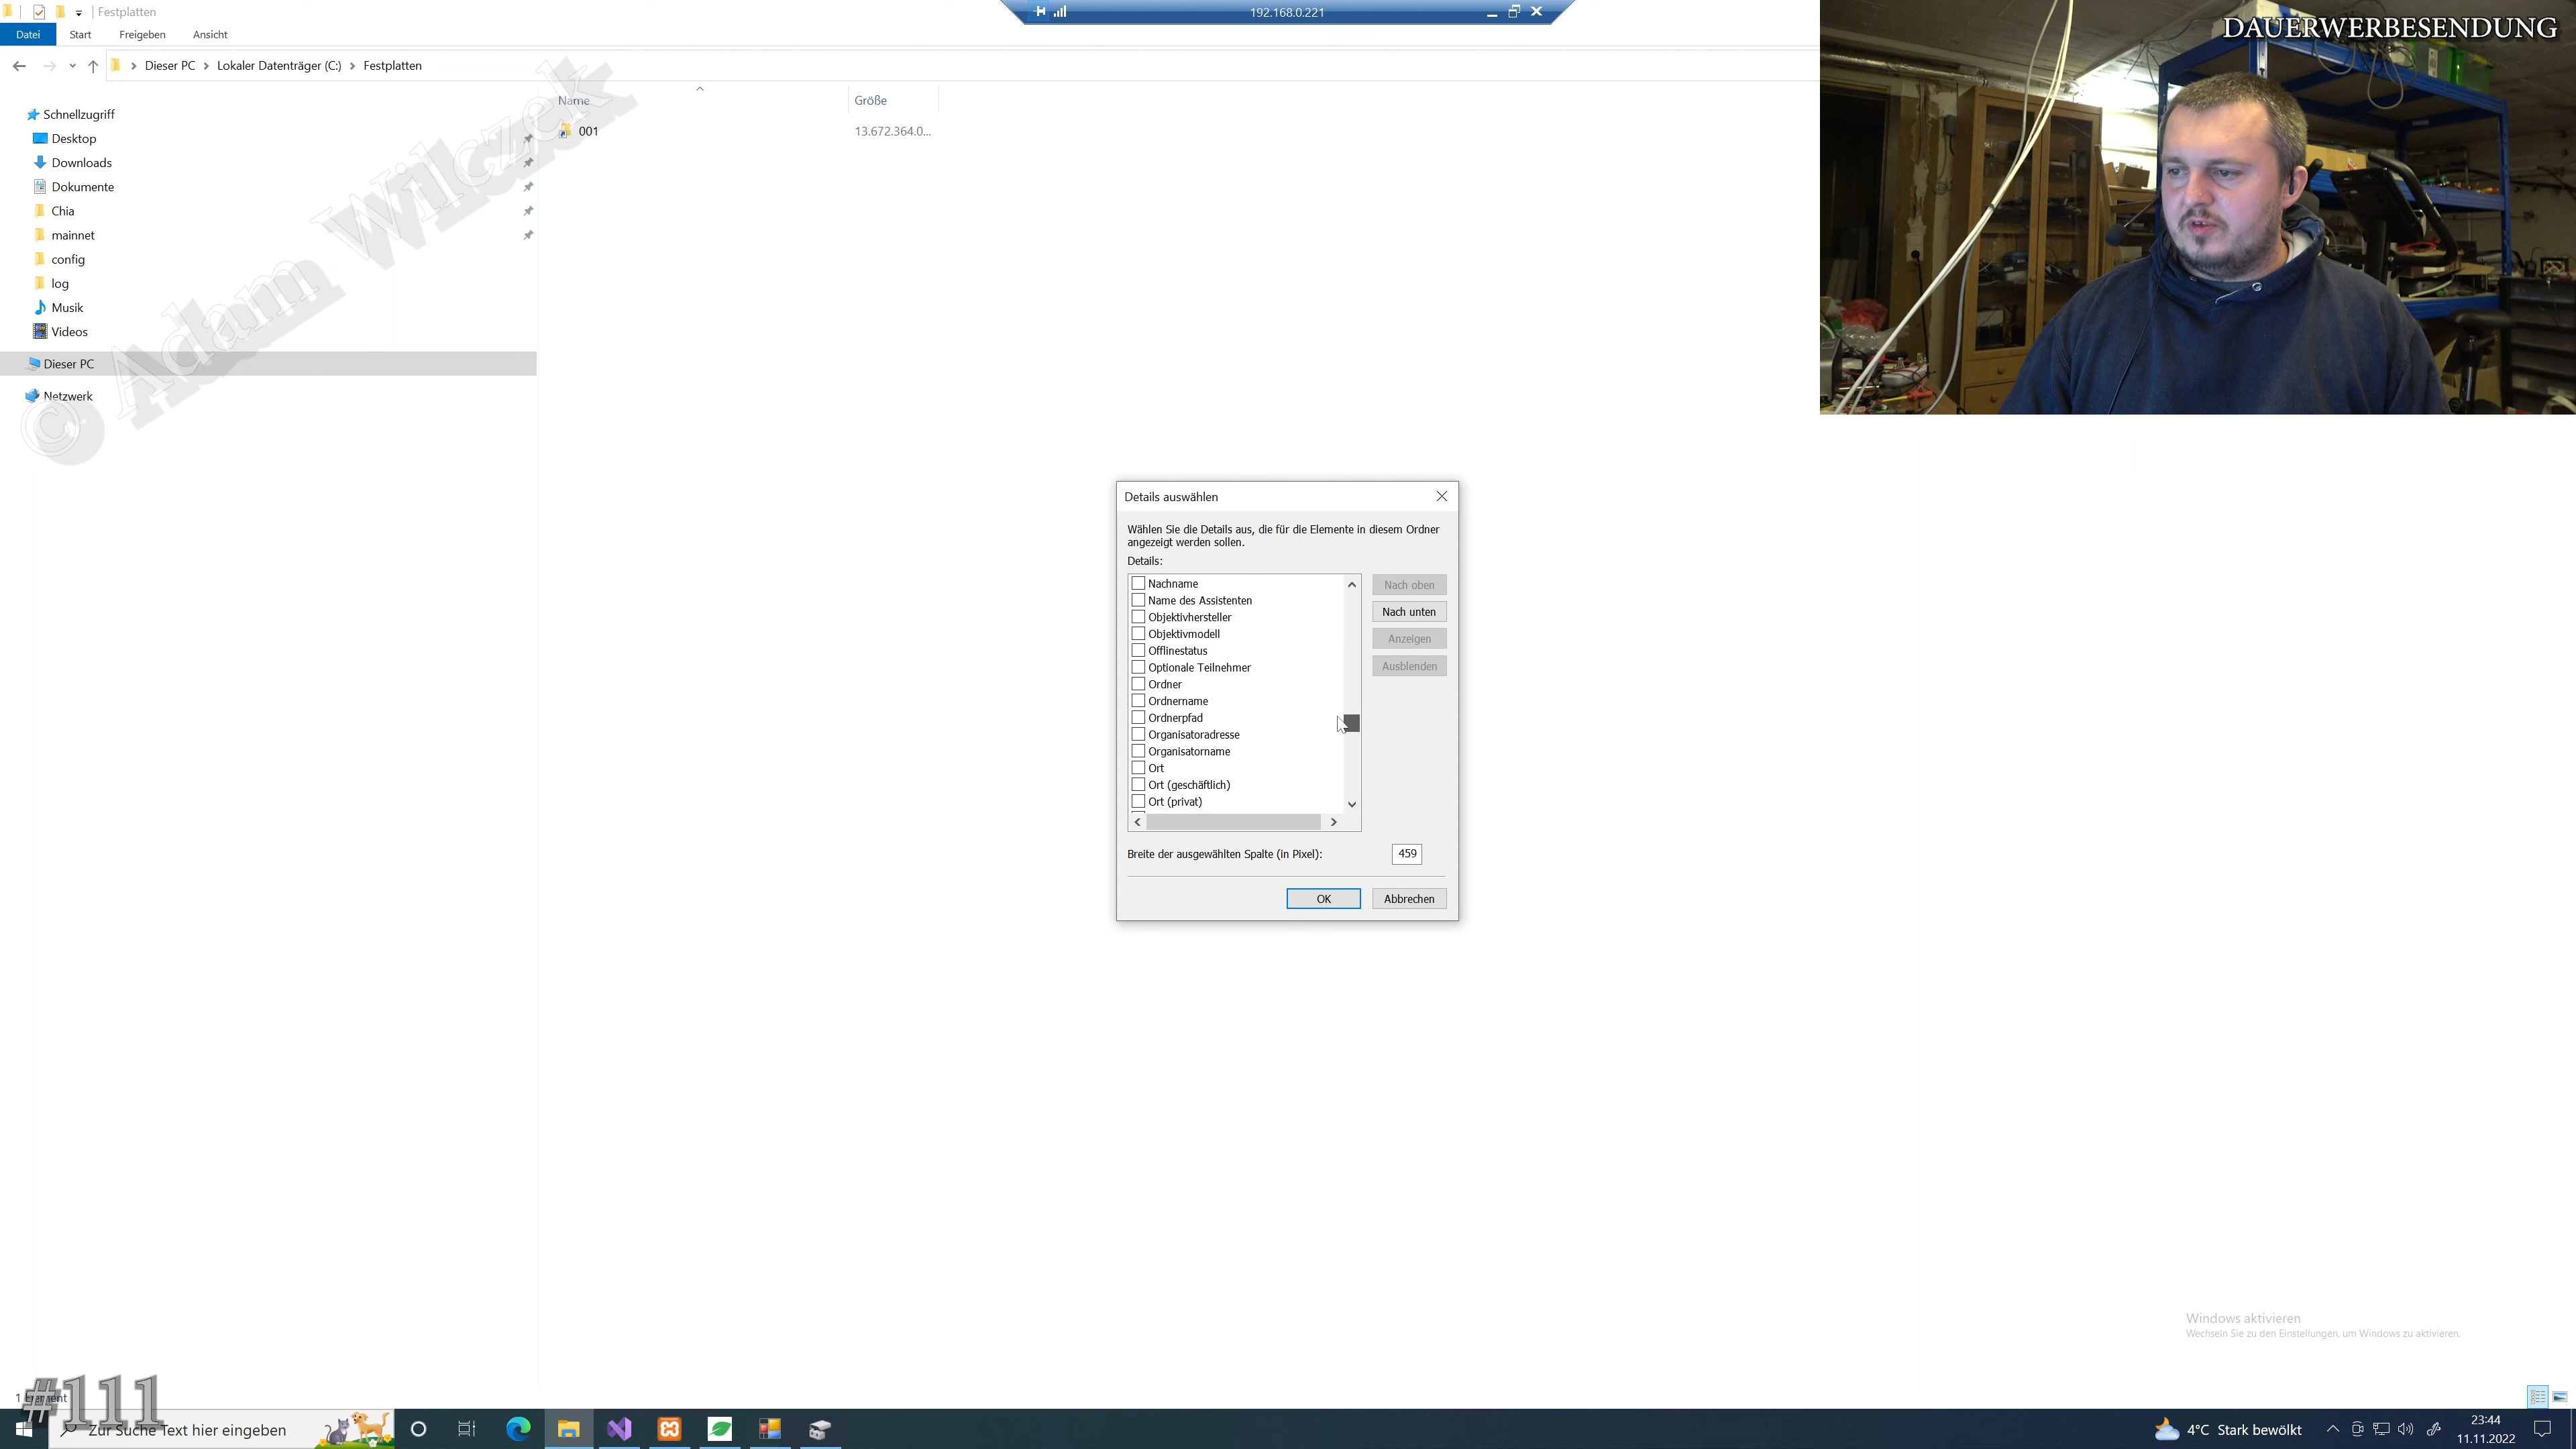 Festplatten
192.168.0.221
DAUERWERBESENDUNG
Datei Start Freigeben Ansicht
Dieser PC Lokaler Datenträger (C:) Festplatten
Name Größe
001 13.672.364.0...
Schnellzugriff
Desktop
Downloads
Dokumente
Chia
mainnet
config
log
Musik
Videos
Dieser PC
Netzwerk
© Adam Wilczek
Details auswählen
Wählen Sie die Details aus, die für die Elemente in diesem Ordner
angezeigt werden sollen.
Details:
Nachname
Name des Assistenten
Objektivhersteller
Objektivmodell
Offlinestatus
Optionale Teilnehmer
Ordner
Ordnername
Ordnerpfad
Organisatoradresse
Organisatorname
Ort
Ort (geschäftlich)
Ort (privat)
Nach oben
Nach unten
Anzeigen
Ausblenden
Breite der ausgewählten Spalte (in Pixel): 459
OK Abbrechen
Windows aktivieren
Wechseln Sie zu den Einstellungen, um Windows zu aktivieren.
1 Element
#111
Zur Suche Text hier eingeben
4°C Stark bewölkt
23:44
11.11.2022